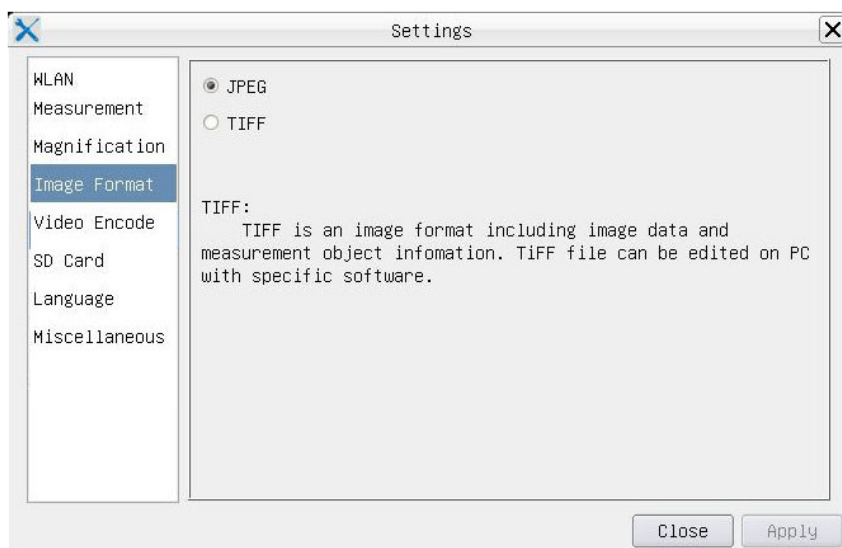 Settings
WLAN
Measurement
Magnification
Image Format
Video Encode
SD Card
Language
Miscellaneous
JPEG
TIFF
TIFF:
TIFF is an image format including image data and
measurement object infomation. TiFF file can be edited on PC
with specific software.
Close
Apply